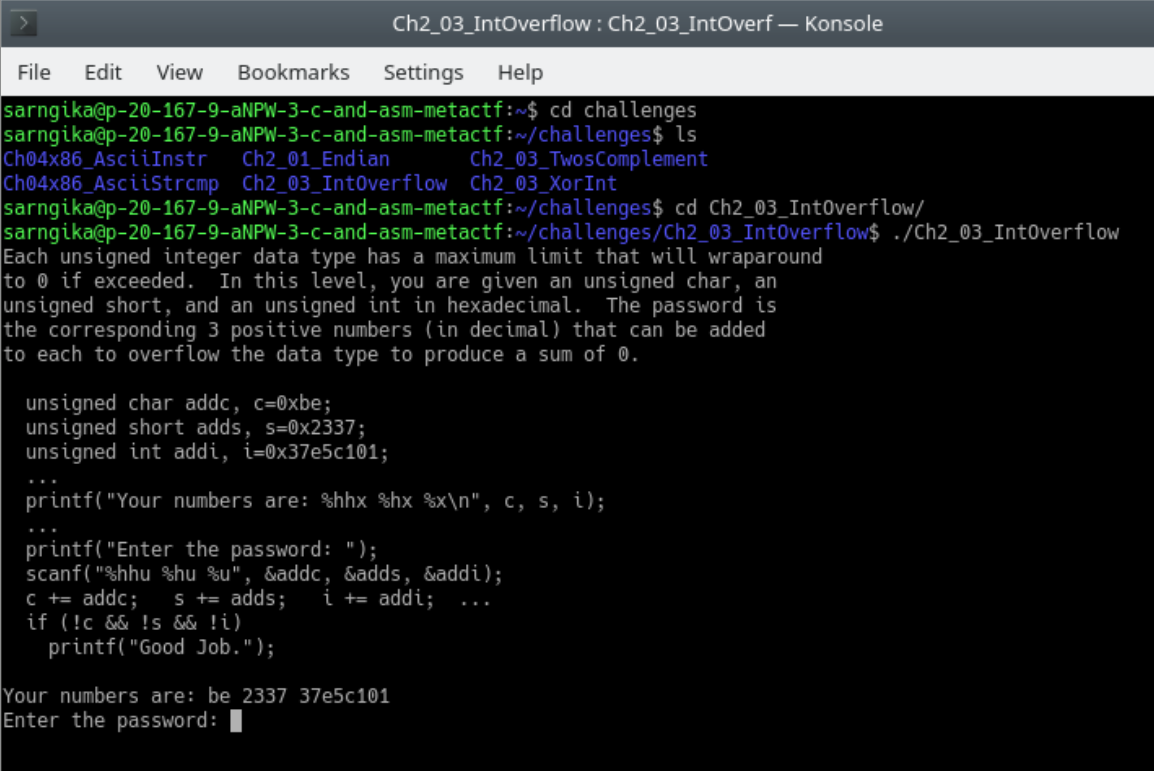 Ch2_03_IntOverflow : Ch2_03_IntOverf — Konsole
File Edit View Bookmarks Settings Help
sarngika@p-20-167-9-aNPW-3-c-and-asm-metactf:~$ cd challenges
sarngika@p-20-167-9-aNPW-3-c-and-asm-metactf:~/challenges$ ls
Ch04x86_AsciiInstr   Ch2_01_Endian       Ch2_03_TwosComplement
Ch04x86_AsciiStrcmp  Ch2_03_IntOverflow  Ch2_03_XorInt
sarngika@p-20-167-9-aNPW-3-c-and-asm-metactf:~/challenges$ cd Ch2_03_IntOverflow/
sarngika@p-20-167-9-aNPW-3-c-and-asm-metactf:~/challenges/Ch2_03_IntOverflow$ ./Ch2_03_IntOverflow
Each unsigned integer data type has a maximum limit that will wraparound
to 0 if exceeded.  In this level, you are given an unsigned char, an
unsigned short, and an unsigned int in hexadecimal.  The password is
the corresponding 3 positive numbers (in decimal) that can be added
to each to overflow the data type to produce a sum of 0.

  unsigned char addc, c=0xbe;
  unsigned short adds, s=0x2337;
  unsigned int addi, i=0x37e5c101;
  ...
  printf("Your numbers are: %hhx %hx %x\n", c, s, i);
  ...
  printf("Enter the password: ");
  scanf("%hhu %hu %u", &addc, &adds, &addi);
  c += addc;   s += adds;   i += addi;  ...
  if (!c && !s && !i)
    printf("Good Job.");

Your numbers are: be 2337 37e5c101
Enter the password: